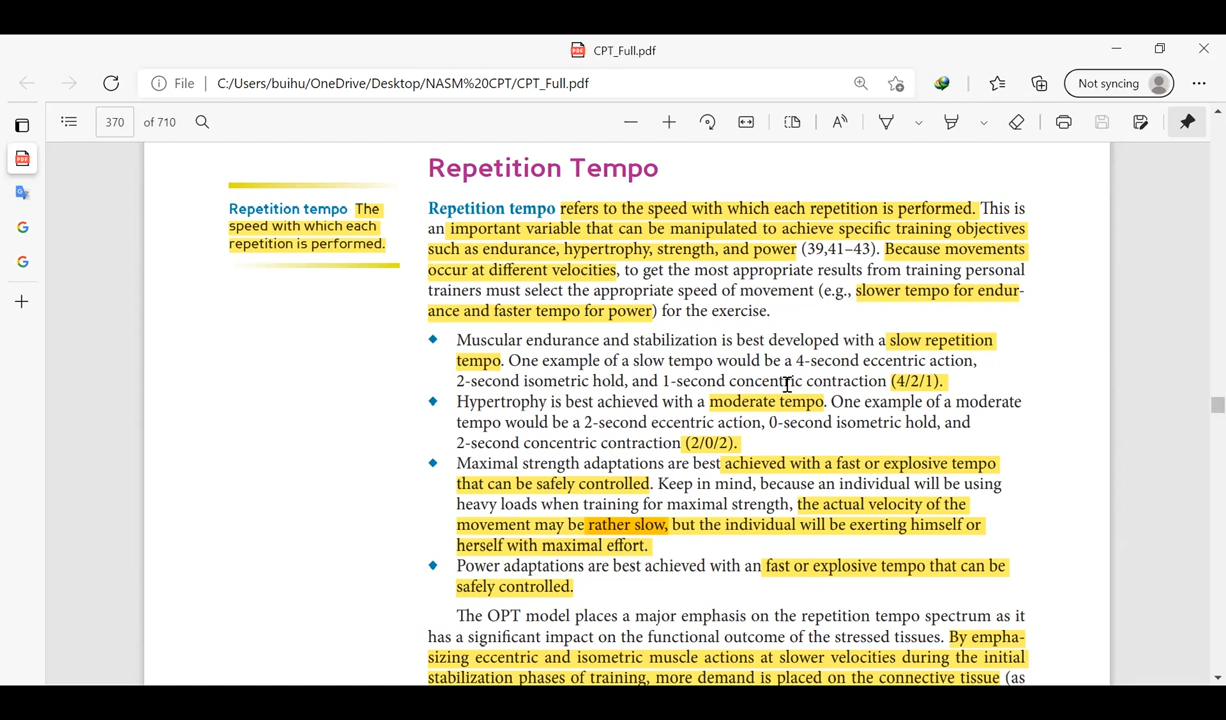 CPT_Full.pdf
File | C:/Users/buihu/OneDrive/Desktop/NASM%20CPT/CPT_Full.pdf
Not syncing
370 of 710
Repetition Tempo
Repetition tempo The
speed with which each
repetition is performed.
Repetition tempo refers to the speed with which each repetition is performed. This is
an important variable that can be manipulated to achieve specific training objectives
such as endurance, hypertrophy, strength, and power (39,41–43). Because movements
occur at different velocities, to get the most appropriate results from training personal
trainers must select the appropriate speed of movement (e.g., slower tempo for endur-
ance and faster tempo for power) for the exercise.
◆ Muscular endurance and stabilization is best developed with a slow repetition
tempo. One example of a slow tempo would be a 4-second eccentric action,
2-second isometric hold, and 1-second concentric contraction (4/2/1).
◆ Hypertrophy is best achieved with a moderate tempo. One example of a moderate
tempo would be a 2-second eccentric action, 0-second isometric hold, and
2-second concentric contraction (2/0/2).
◆ Maximal strength adaptations are best achieved with a fast or explosive tempo
that can be safely controlled. Keep in mind, because an individual will be using
heavy loads when training for maximal strength, the actual velocity of the
movement may be rather slow, but the individual will be exerting himself or
herself with maximal effort.
◆ Power adaptations are best achieved with an fast or explosive tempo that can be
safely controlled.
The OPT model places a major emphasis on the repetition tempo spectrum as it
has a significant impact on the functional outcome of the stressed tissues. By empha-
sizing eccentric and isometric muscle actions at slower velocities during the initial
stabilization phases of training, more demand is placed on the connective tissue (as